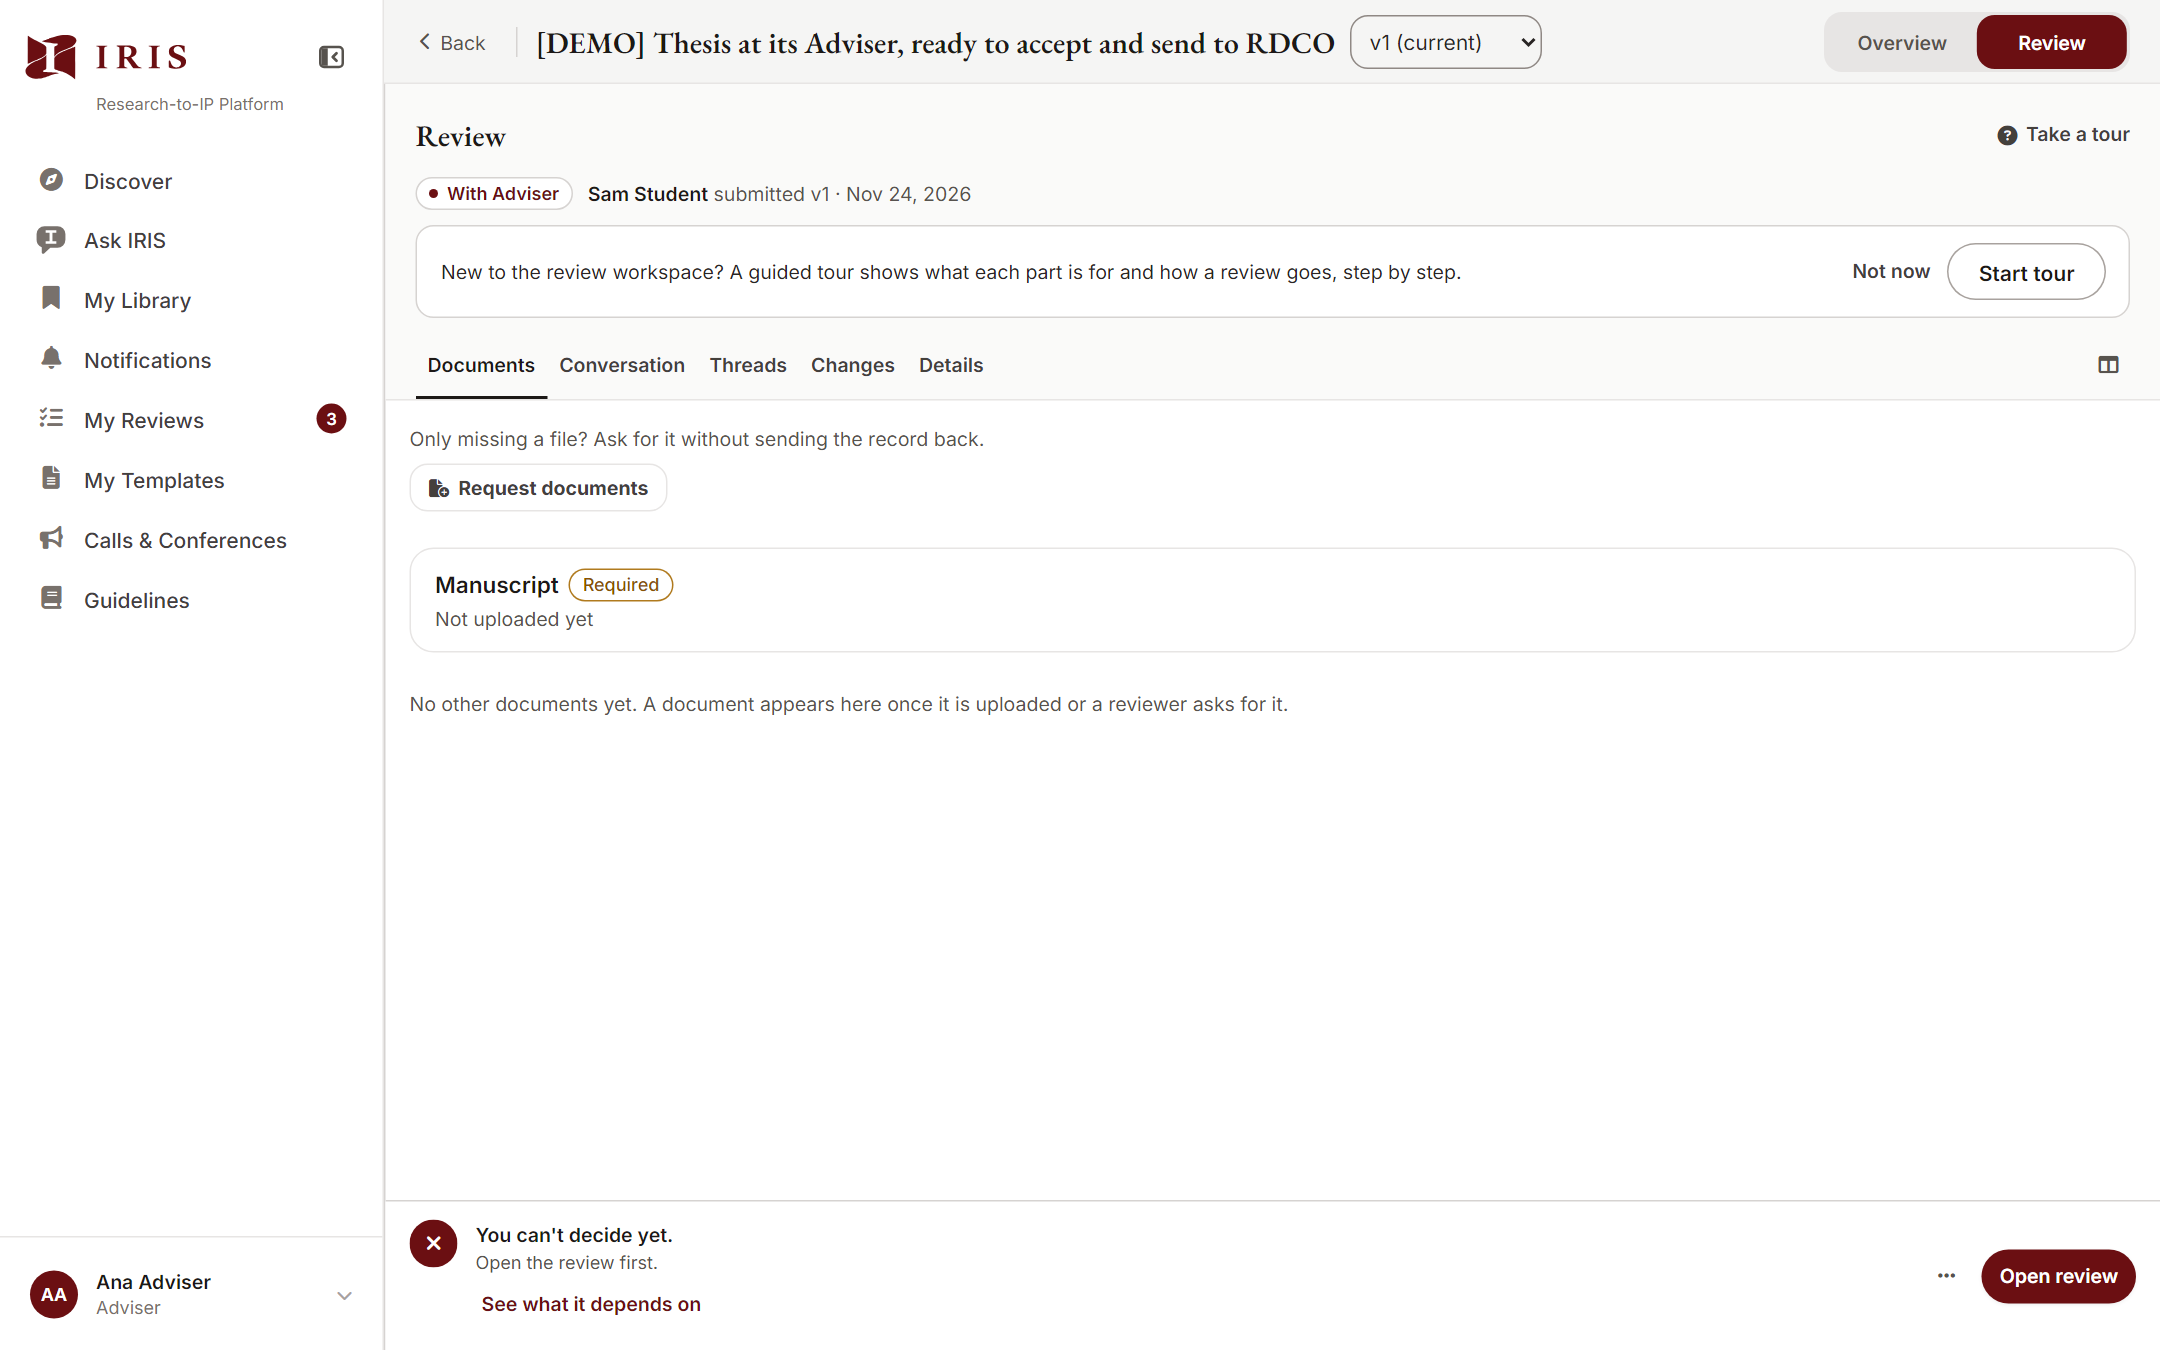 IRIS
Research-to-IP Platform
Discover
Ask IRIS
My Library
Notifications
My Reviews 3
My Templates
Calls & Conferences
Guidelines
AA
Ana Adviser
Adviser
Back
[DEMO] Thesis at its Adviser, ready to accept and send to RDCO
v1 (current)
Overview
Review
Review
Take a tour
With Adviser
Sam Student submitted v1 · Nov 24, 2026
New to the review workspace? A guided tour shows what each part is for and how a review goes, step by step.
Not now
Start tour
Documents
Conversation
Threads
Changes
Details
Only missing a file? Ask for it without sending the record back.
Request documents
Manuscript Required
Not uploaded yet
No other documents yet. A document appears here once it is uploaded or a reviewer asks for it.
You can't decide yet.
Open the review first.
See what it depends on
Open review